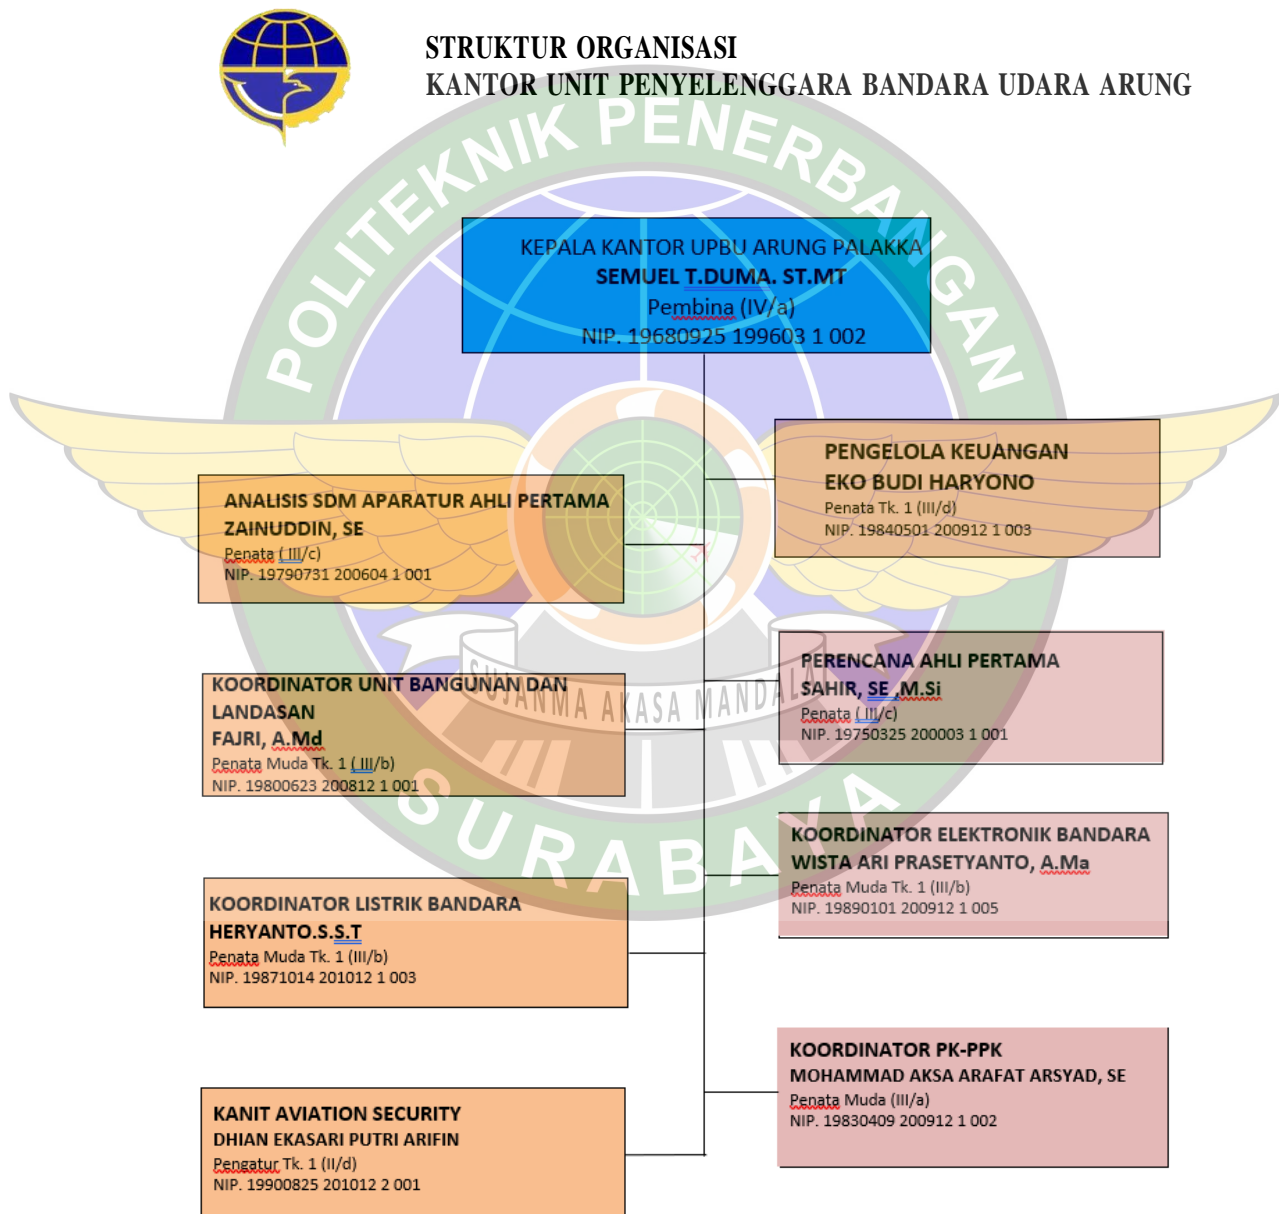 STRUKTUR ORGANISASI
KANTOR UNIT PENYELENGGARA BANDARA UDARA ARUNG
POLITEKNIK PENERBANGAN
KEPALA KANTOR UPBU ARUNG PALAKKA
SEMUEL T.DUMA. ST.MT
Pembina (IV/a)
NIP. 19680925 199603 1 002
PENGELOLA KEUANGAN
EKO BUDI HARYONO
Penata Tk. 1 (III/d)
NIP. 19840501 200912 1 003
ANALISIS SDM APARATUR AHLI PERTAMA
ZAINUDDIN, SE
Penata ( III/c)
NIP. 19790731 200604 1 001
PERENCANA AHLI PERTAMA
SAHIR, SE ,M.Si
Penata ( III/c)
NIP. 19750325 200003 1 001
KOORDINATOR UNIT BANGUNAN DAN
LANDASAN
FAJRI, A.Md
Penata Muda Tk. 1 ( III/b)
NIP. 19800623 200812 1 001
SUJANMA AKASA MANDALA
SURABAYA
KOORDINATOR ELEKTRONIK BANDARA
WISTA ARI PRASETYANTO, A.Ma
Penata Muda Tk. 1 (III/b)
NIP. 19890101 200912 1 005
KOORDINATOR LISTRIK BANDARA
HERYANTO.S.S.T
Penata Muda Tk. 1 (III/b)
NIP. 19871014 201012 1 003
KOORDINATOR PK-PPK
MOHAMMAD AKSA ARAFAT ARSYAD, SE
Penata Muda (III/a)
NIP. 19830409 200912 1 002
KANIT AVIATION SECURITY
DHIAN EKASARI PUTRI ARIFIN
Pengatur Tk. 1 (II/d)
NIP. 19900825 201012 2 001